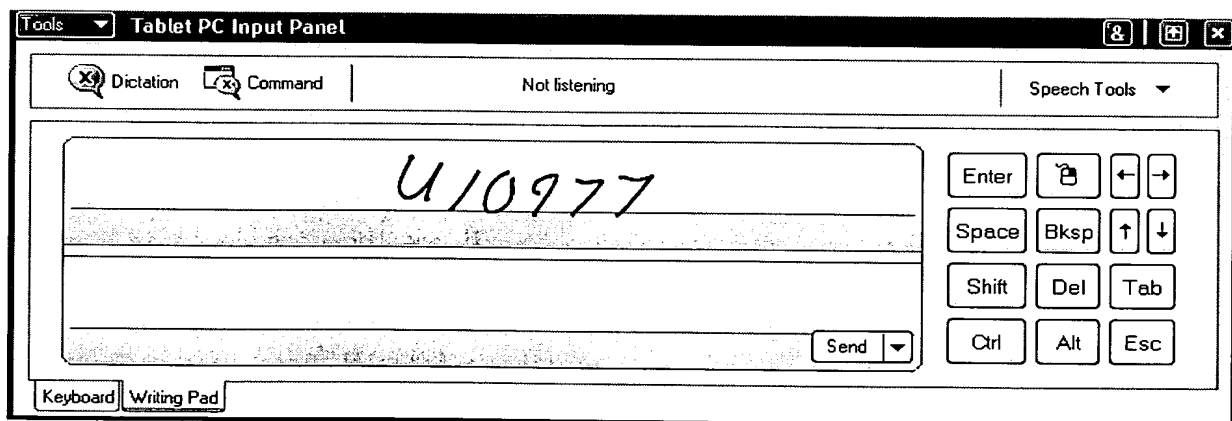 Tools Tablet PC Input Panel &
Dictation Command Not listening Speech Tools
U10977
Enter
Space Bksp
Shift Del Tab
Send Ctrl Alt Esc
Keyboard Writing Pad